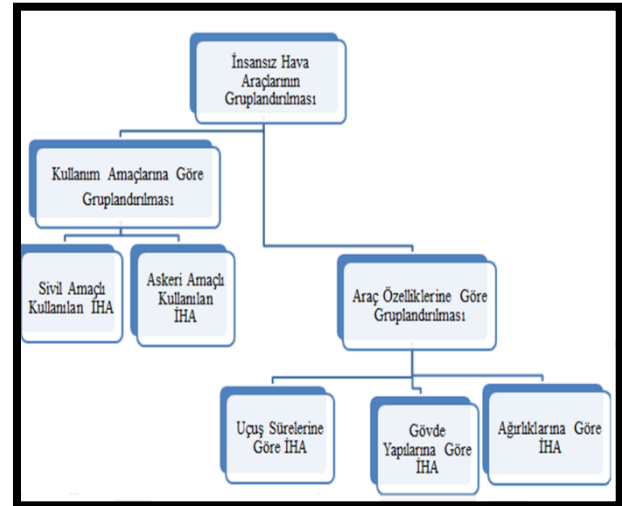 İnsansız Hava
Araçlarının
Gruplandırılması
Kullanım Amaçlarına Göre
Gruplandırılması
Sivil Amaçlı
Kullanılan İHA
Askeri Amaçlı
Kullanılan
İHA
Araç Özelliklerine Göre
Gruplandırılması
Uçuş Sürelerine
Göre İHA
Gövde
Yapılarına Göre
İHA
Ağırlıklarına Göre
İHA